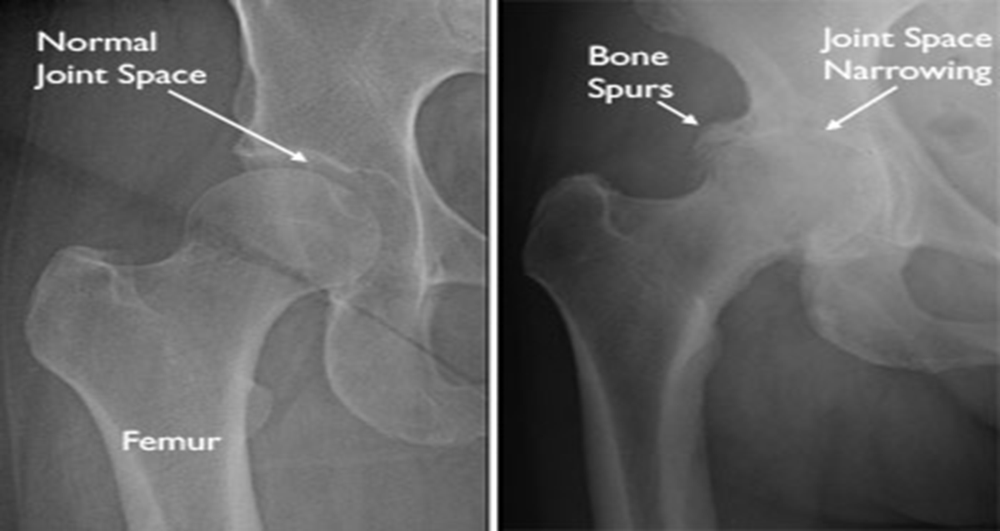 Normal
Joint Space
Femur
Bone
Spurs
Joint Space
Narrowing